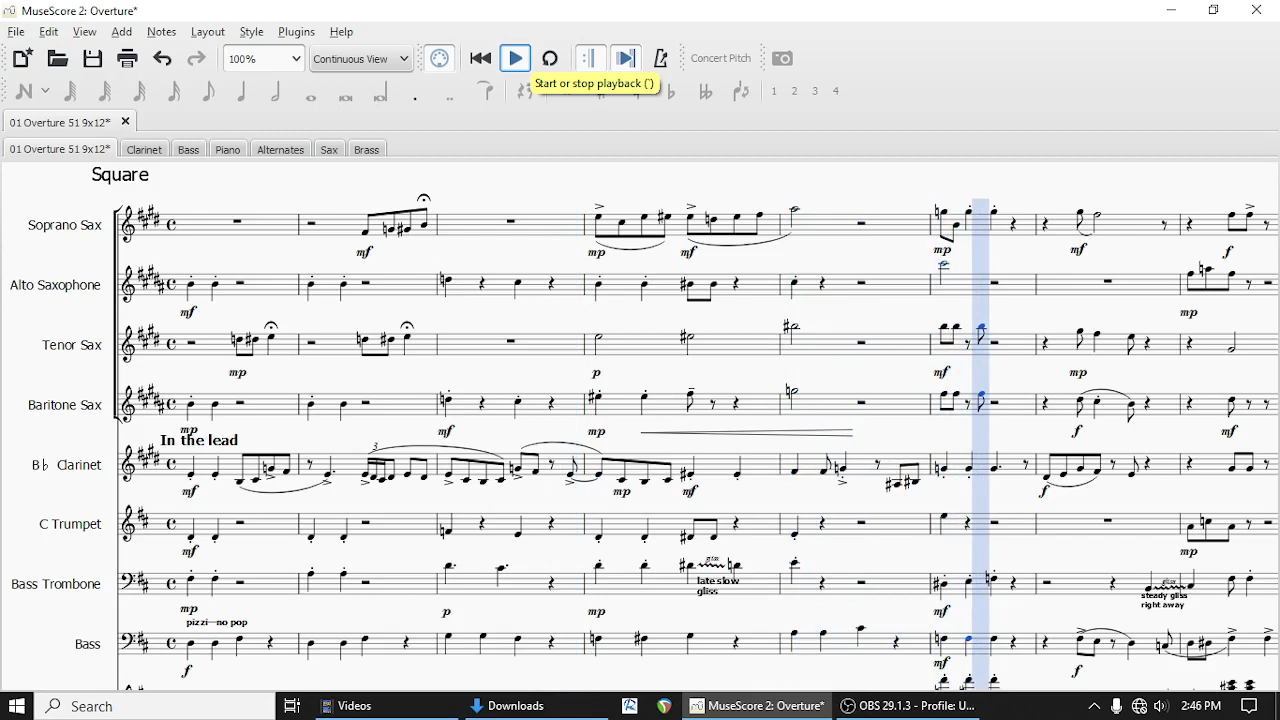 MuseScore 2: Overture*
File Edit View Add Notes Layout Style Plugins Help
100% Continuous View Concert Pitch
Start or stop playback (`)
1 2 3 4
01 Overture 51 9x12*
01 Overture 51 9x12* Clarinet Bass Piano Alternates Sax Brass
Square
Soprano Sax
mf mp mf mp mf f
Alto Saxophone
mf mp
Tenor Sax
mp p mf mp
Baritone Sax
mp mf mp f mf
In the lead
3
B♭ Clarinet
mf mp mf f
C Trumpet
mf mp
Bass Trombone
late slow
gliss
steady gliss
right away
mp p mp mf
pizzi—no pop
Bass
f mf f
Search Videos Downloads MuseScore 2: Overture* OBS 29.1.3 - Profile: U... 2:46 PM